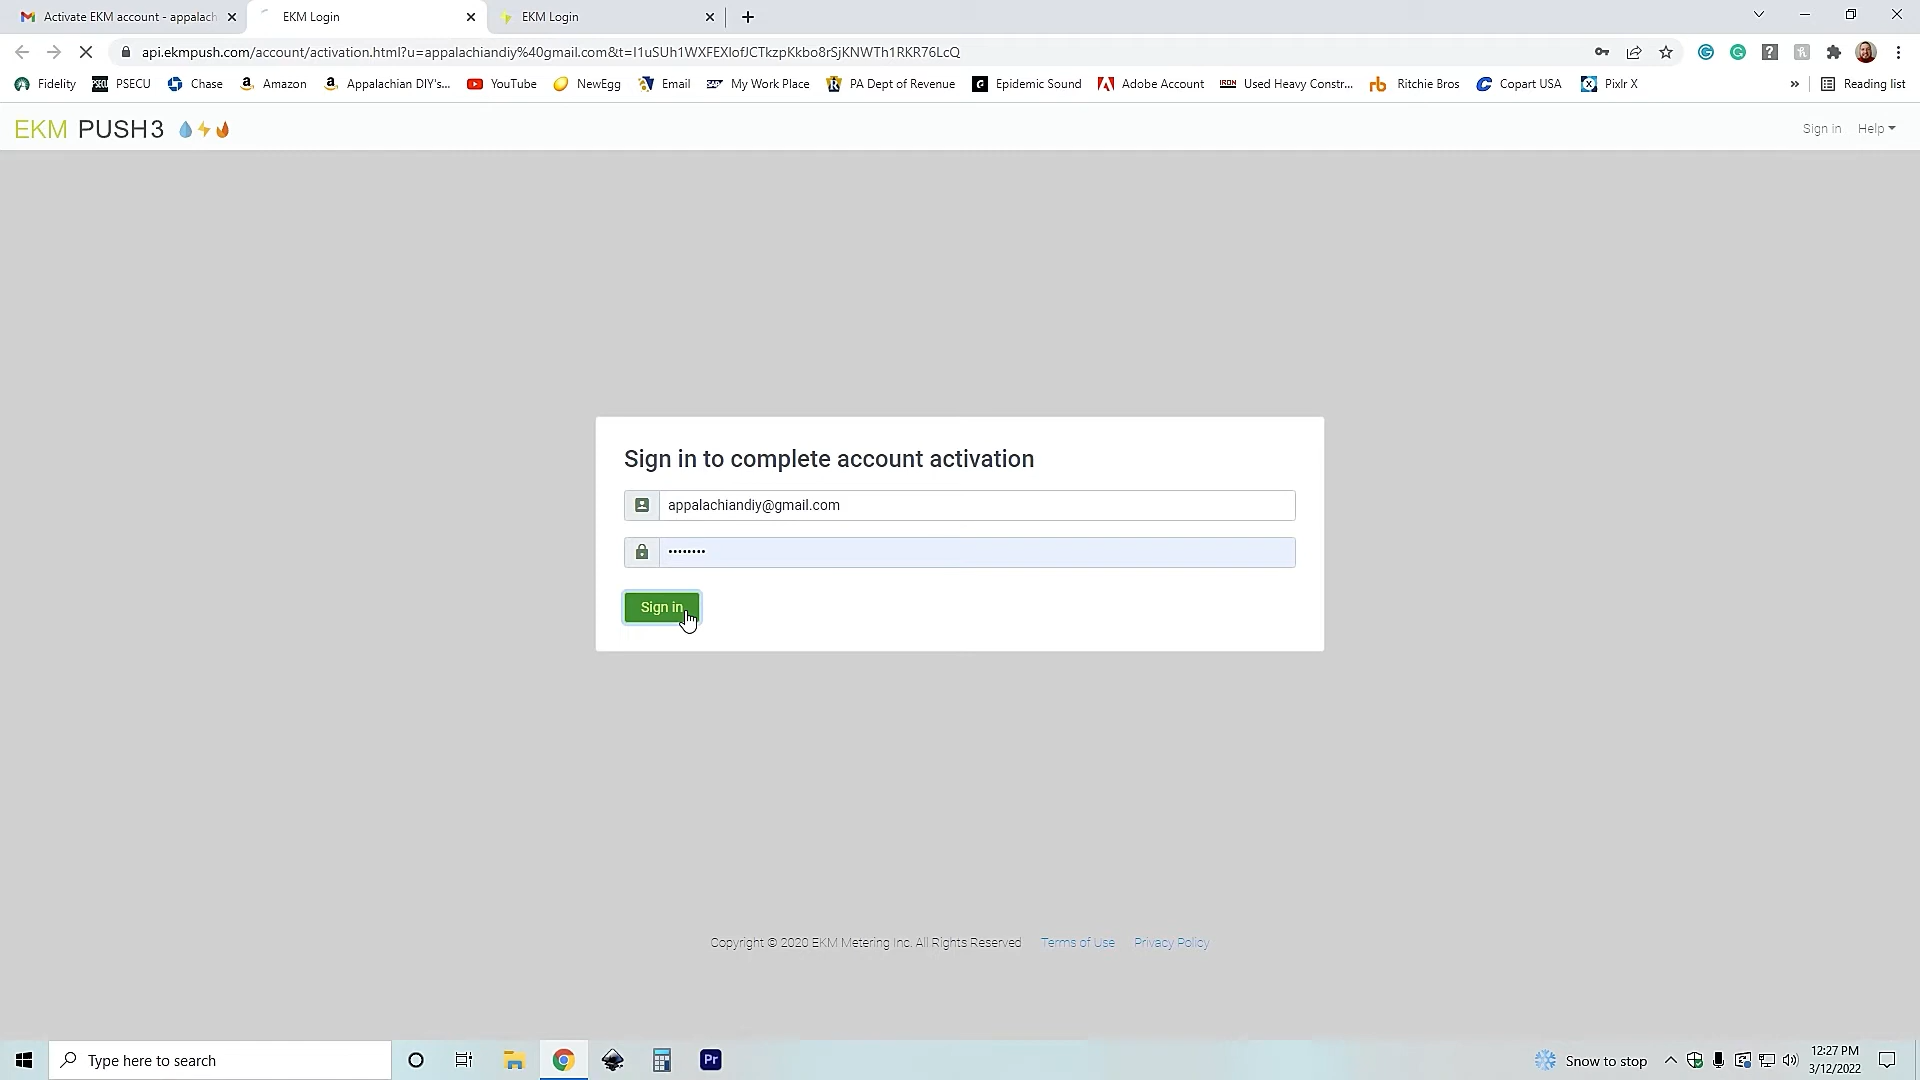 Activate EKM account - appalach
EKM Login
EKM Login
api.ekmpush.com/account/activation.html?u=appalachiandiy%40gmail.com&t=I1uSUh1WXFEXIofJCTkzpKkbo8rSjKNWTh1RKR76LcQ
Fidelity PSECU Chase Amazon Appalachian DIY's... YouTube NewEgg Email My Work Place PA Dept of Revenue Epidemic Sound Adobe Account Used Heavy Constr... Ritchie Bros Copart USA Pixlr X » Reading list
EKM PUSH3
Sign in Help
Sign in to complete account activation
appalachiandiy@gmail.com
••••••••
Sign in
Copyright © 2020 EKM Metering Inc. All Rights Reserved Terms of Use Privacy Policy
Type here to search
Pr
Snow to stop
12:27 PM
3/12/2022